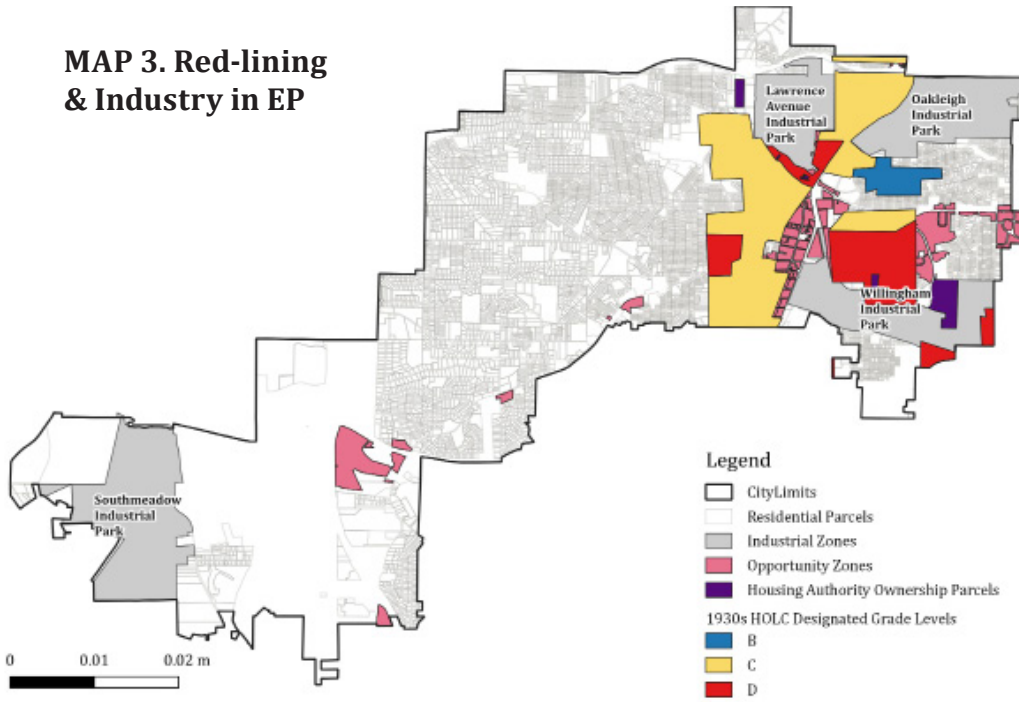 MAP 3. Red-lining
& Industry in EP
Lawrence
Avenue
Industrial
Park
Oakleigh
Industrial
Park
Willingham
Industrial
Park
Southmeadow
Industrial
Park
Legend
CityLimits
Residential Parcels
Industrial Zones
Opportunity Zones
Housing Authority Ownership Parcels
1930s HOLC Designated Grade Levels
B
C
D
0 0.01 0.02 m